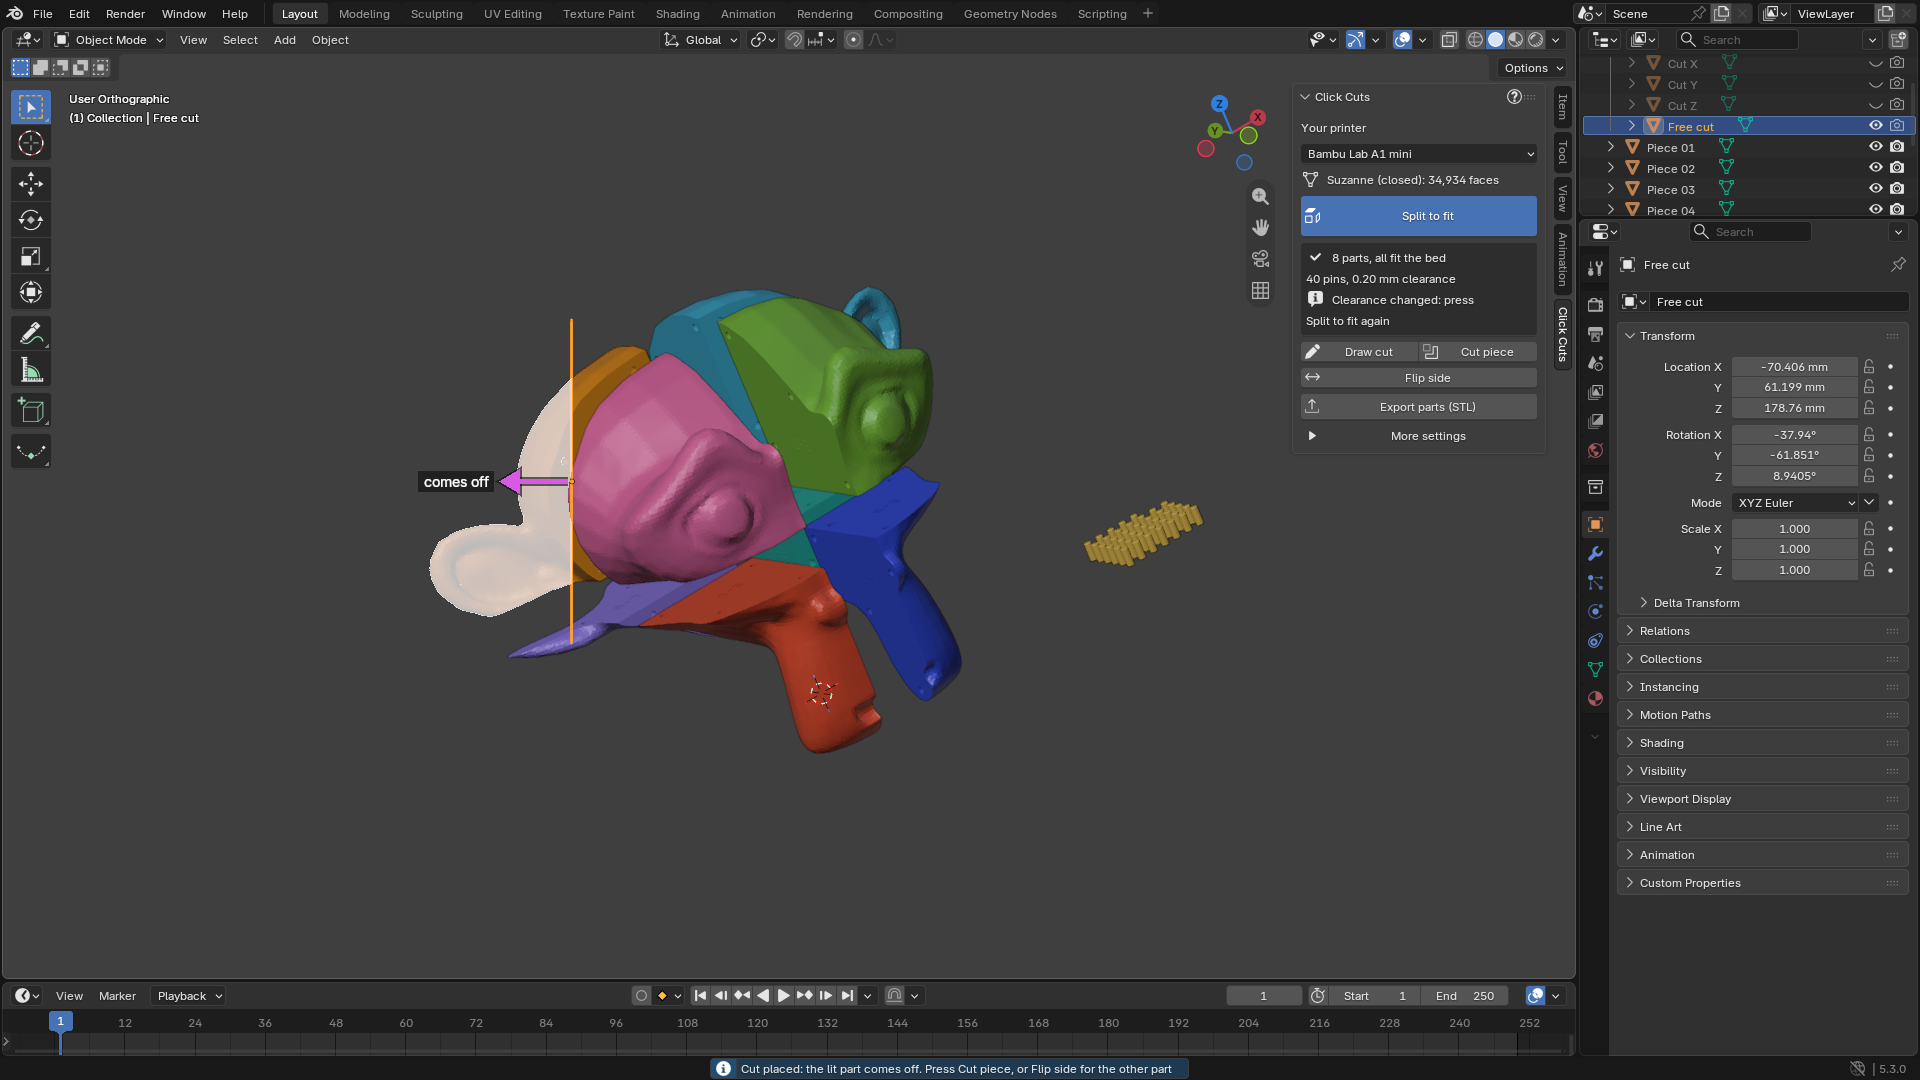 File Edit Render Window Help
Layout Modeling Sculpting UV Editing Texture Paint Shading Animation Rendering Compositing Geometry Nodes Scripting +
Scene
ViewLayer
Object Mode
View Select Add Object
Global
Options
User Orthographic
(1) Collection | Free cut
Z
X
Y
Click Cuts
Your printer
Bambu Lab A1 mini
Suzanne (closed): 34,934 faces
Split to fit
8 parts, all fit the bed
40 pins, 0.20 mm clearance
Clearance changed: press
Split to fit again
Draw cut
Cut piece
Flip side
Export parts (STL)
More settings
Item
Tool
View
Animation
Click Cuts
comes off
Search
Cut X
Cut Y
Cut Z
Free cut
Piece 01
Piece 02
Piece 03
Piece 04
Search
Free cut
Free cut
Transform
Location X -70.406 mm
Y 61.199 mm
Z 178.76 mm
Rotation X -37.94°
Y -61.851°
Z 8.9405°
Mode XYZ Euler
Scale X 1.000
Y 1.000
Z 1.000
Delta Transform
Relations
Collections
Instancing
Motion Paths
Shading
Visibility
Viewport Display
Line Art
Animation
Custom Properties
View Marker Playback
1
Start 1
End 250
1 12 24 36 48 60 72 84 96 108 120 132 144 156 168 180 192 204 216 228 240 252
Cut placed: the lit part comes off. Press Cut piece, or Flip side for the other part
5.3.0